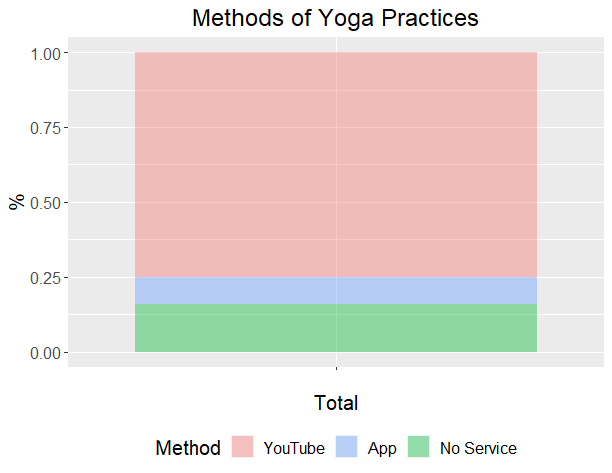 Methods of Yoga Practices
%
1.00
0.75
0.50
0.25
0.00
Total
Method YouTube App No Service